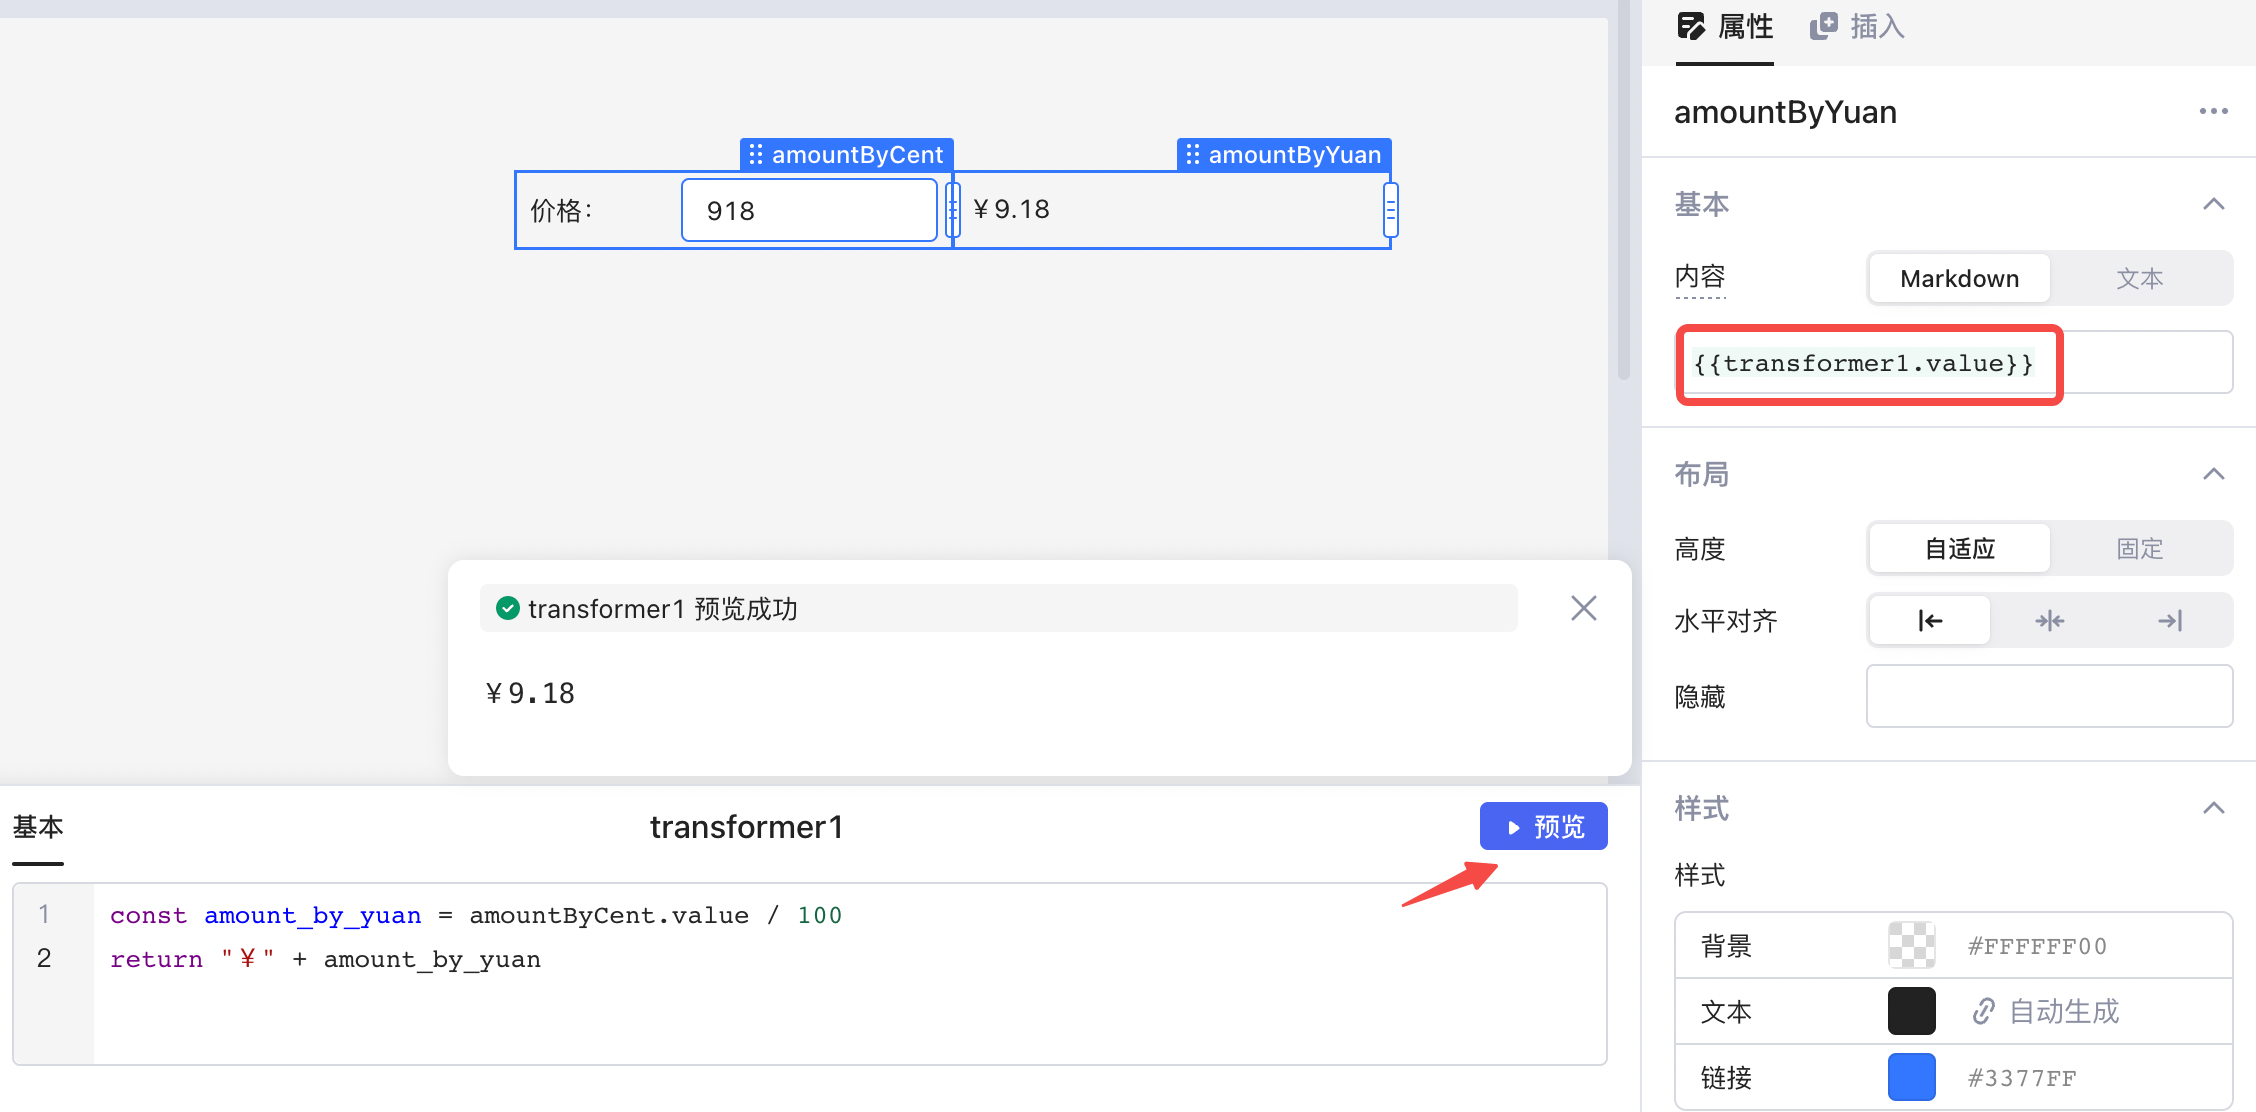 amountByCent
amountByYuan
价格:
918
¥9.18
transformer1 预览成功
¥9.18
基本
transformer1
预览
1 const amount_by_yuan = amountByCent.value / 100
2 return "¥" + amount_by_yuan
属性
插入
amountByYuan
基本
内容
Markdown
文本
{{transformer1.value}}
布局
高度
自适应
固定
水平对齐
隐藏
样式
样式
背景
#FFFFFF00
文本
自动生成
链接
#3377FF